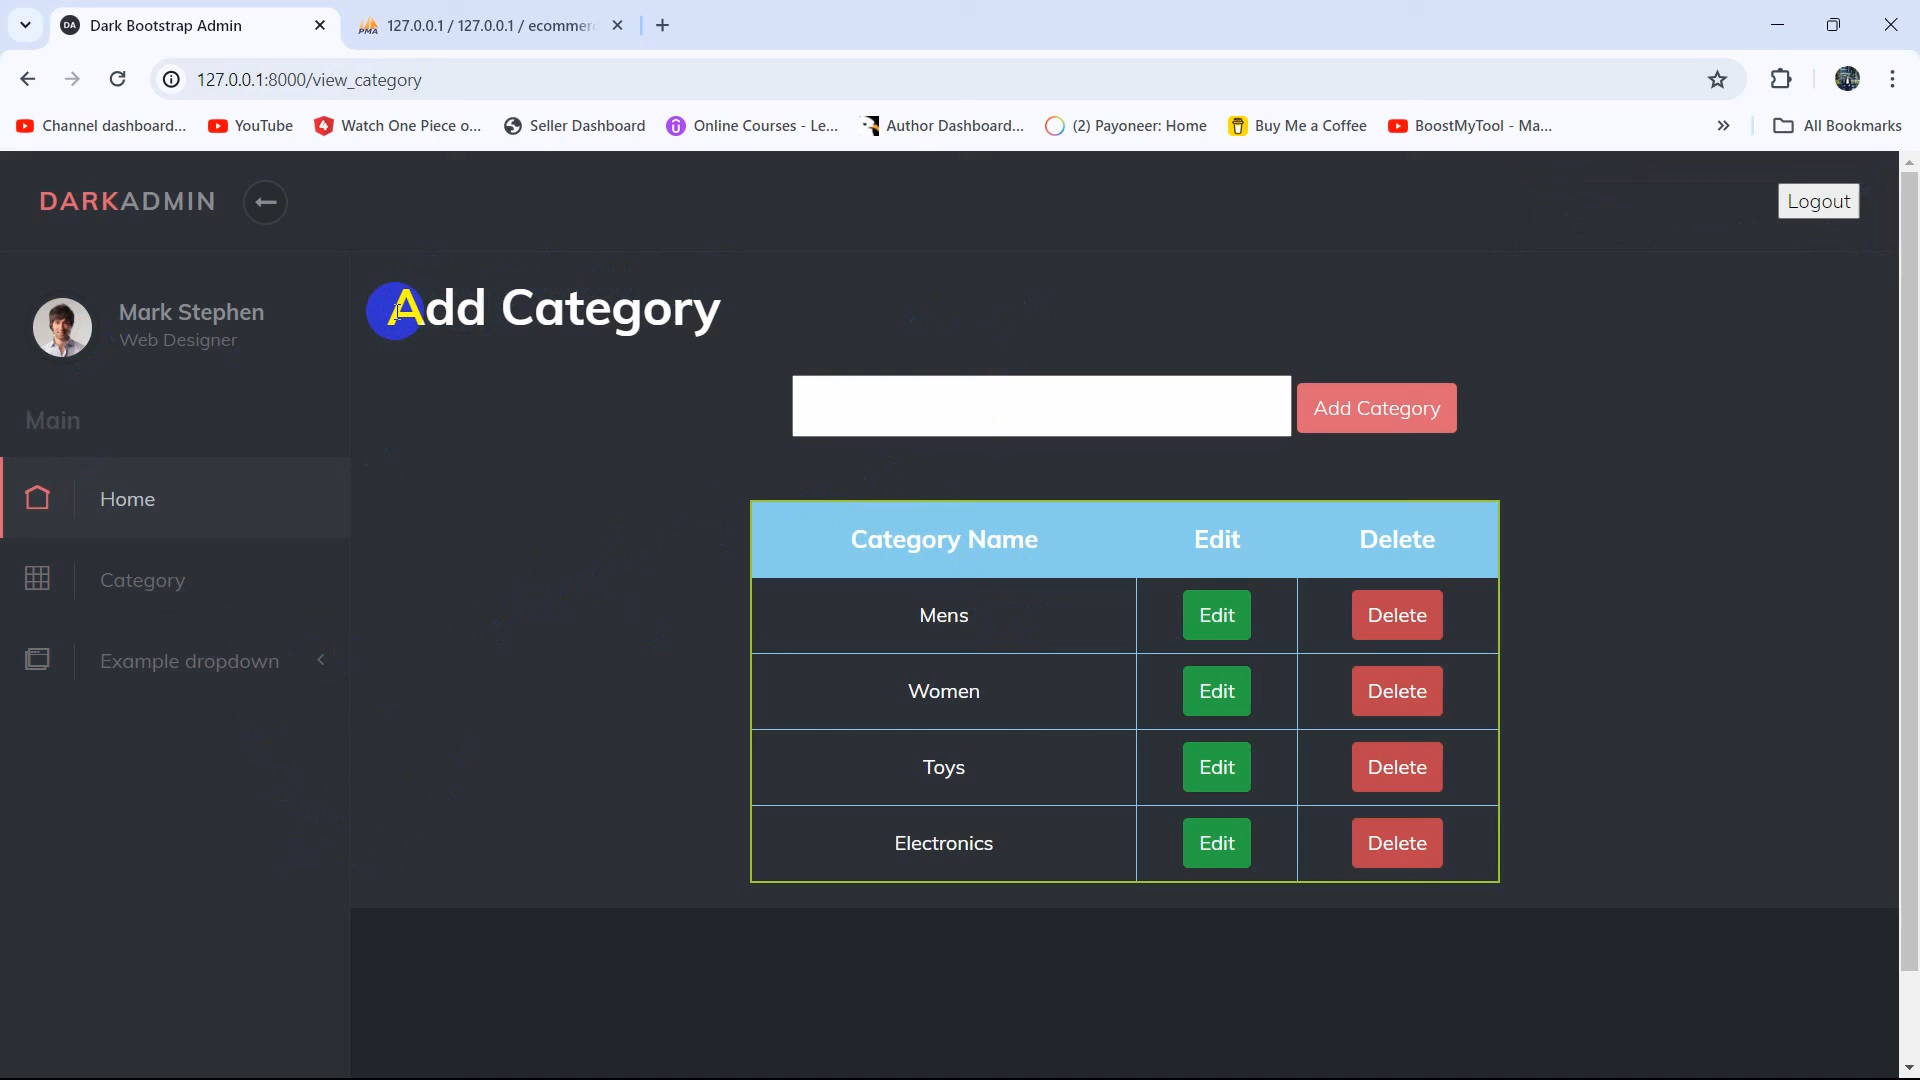 Dark Bootstrap Admin
127.0.0.1 / 127.0.0.1 / ecommer
127.0.0.1:8000/view_category
Channel dashboard...
YouTube
Watch One Piece o...
Seller Dashboard
Online Courses - Le...
Author Dashboard...
(2) Payoneer: Home
Buy Me a Coffee
BoostMyTool - Ma...
All Bookmarks
DARKADMIN
Logout
Mark Stephen
Web Designer
Main
Home
Category
Example dropdown
Add Category
Add Category
Category Name Edit Delete
Mens Edit Delete
Women Edit Delete
Toys Edit Delete
Electronics Edit Delete